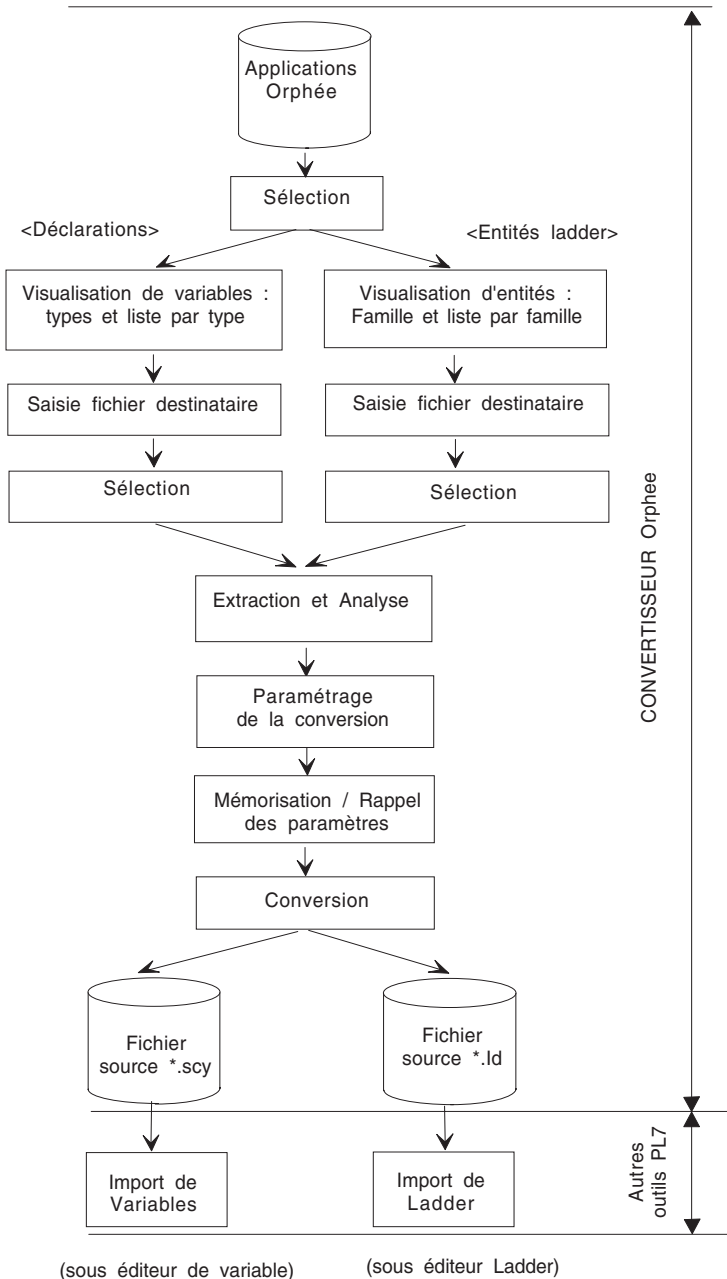 Applications
Orphée
Sélection
<Déclarations>
<Entités ladder>
Visualisation de variables :
types et liste par type
Visualisation d'entités :
Famille et liste par famille
Saisie fichier destinataire
Saisie fichier destinataire
Sélection
Sélection
Extraction et Analyse
Paramétrage
de la conversion
Mémorisation / Rappel
des paramètres
Conversion
Fichier
source *.scy
Fichier
source *.ld
CONVERTISSEUR Orphee
Import de
Variables
Import de
Ladder
Autres
outils PL7
(sous éditeur de variable)
(sous éditeur Ladder)